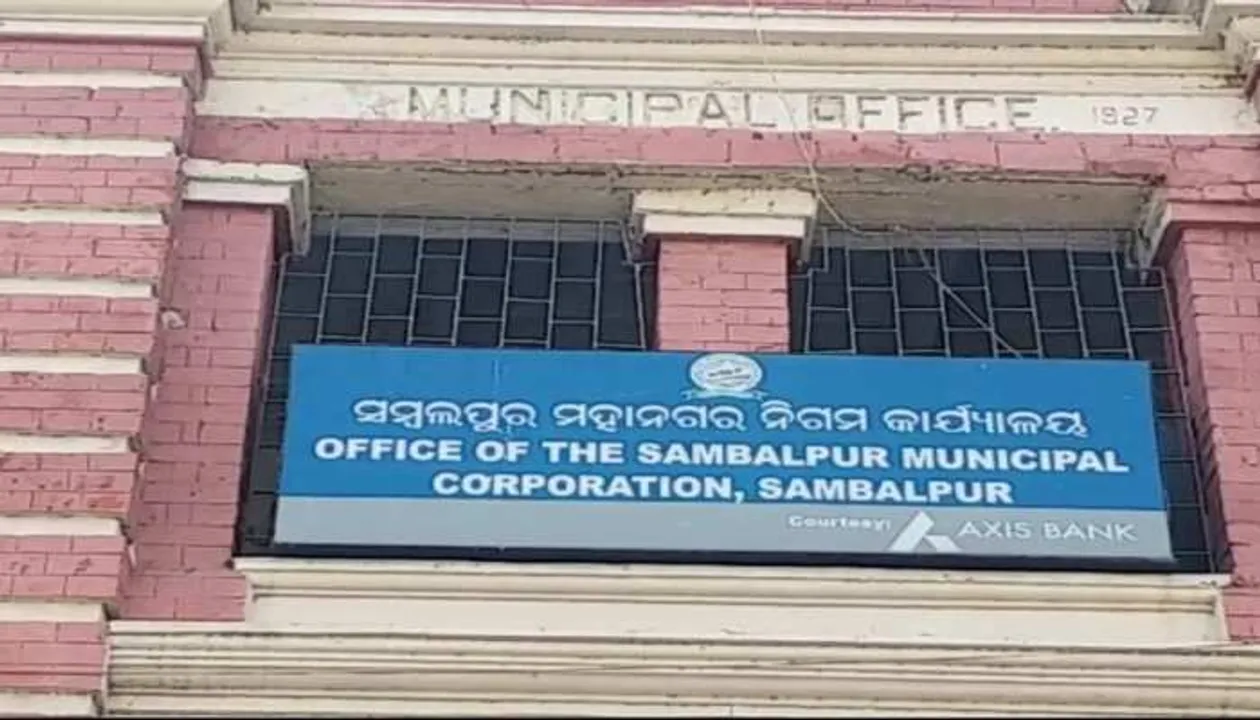 MUNICIPAL OFFICE. 1927
ସମ୍ବଲପୁର ମହାନଗର ନିଗମ କାର୍ଯ୍ୟାଳୟ
OFFICE OF THE SAMBALPUR MUNICIPAL
CORPORATION, SAMBALPUR
Courtesy: AXIS BANK